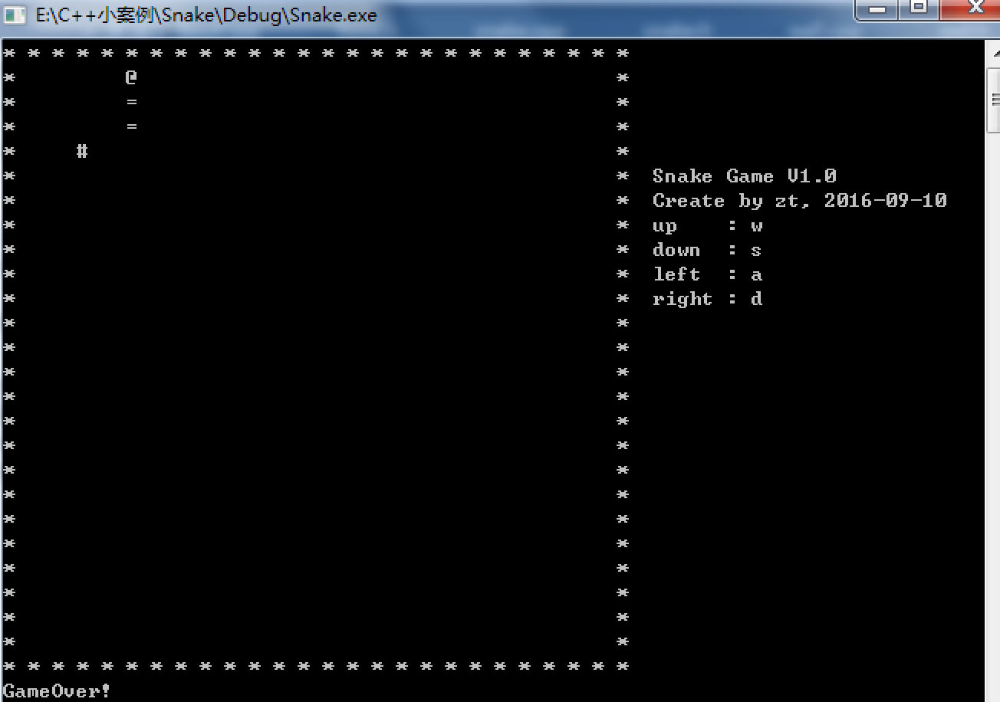 E:\C++小案例\Snake\Debug\Snake.exe
* * * * * * * * * * * * * * * * * * * * * * * * * *
*         @                                       *
*         =                                       *
*         =                                       *
*     #                                           *
*                                                 *  Snake Game V1.0
*                                                 *  Create by zt, 2016-09-10
*                                                 *  up    : w
*                                                 *  down  : s
*                                                 *  left  : a
*                                                 *  right : d
*                                                 *
*                                                 *
*                                                 *
*                                                 *
*                                                 *
*                                                 *
*                                                 *
*                                                 *
*                                                 *
*                                                 *
*                                                 *
*                                                 *
*                                                 *
*                                                 *
* * * * * * * * * * * * * * * * * * * * * * * * * *
GameOver!